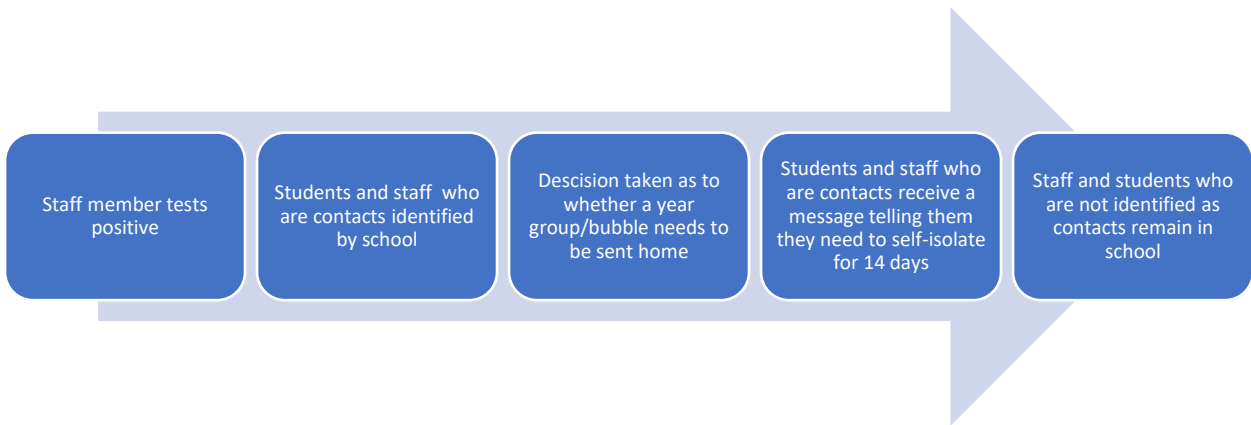 Staff member tests
positive
Students and staff  who
are contacts identified
by school
Descision taken as to
whether a year
group/bubble needs to
be sent home
Students and staff who
are contacts receive a
message telling them
they need to self-isolate
for 14 days
Staff and students who
are not identified as
contacts remain in
school